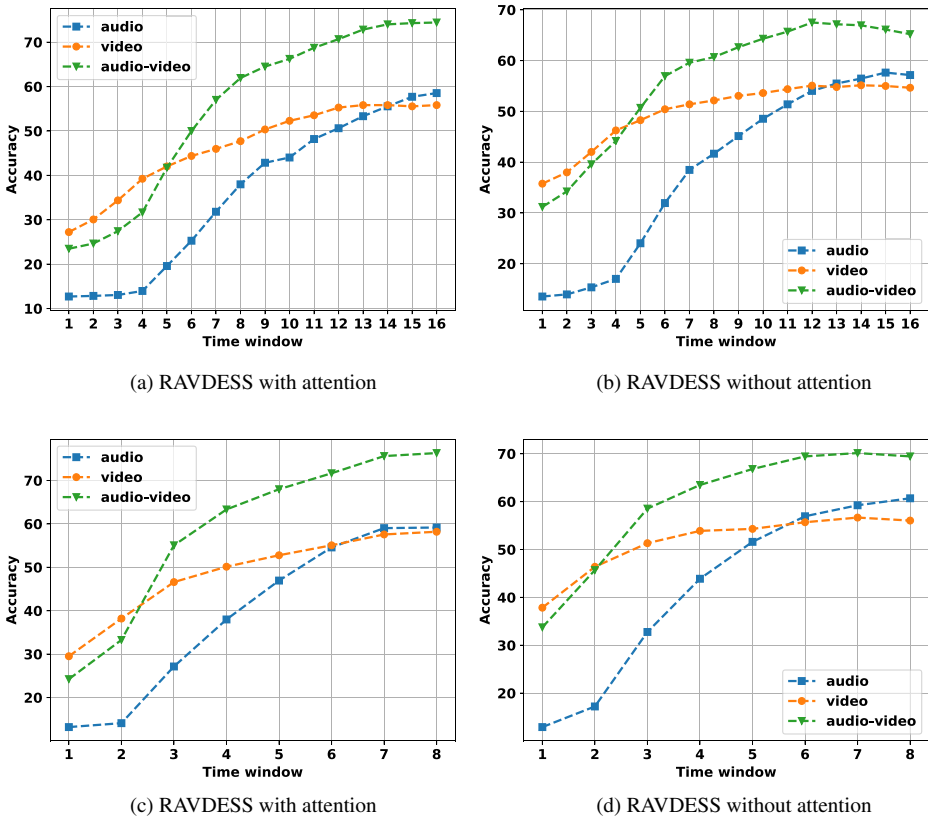 audio
video
audio-video
70
60
50
40
30
20
10
Accuracy
1 2 3 4 5 6 7 8 9 10 11 12 13 14 15 16
Time window
(a) RAVDESS with attention
70
60
50
40
30
20
Accuracy
audio
video
audio-video
1 2 3 4 5 6 7 8 9 10 11 12 13 14 15 16
Time window
(b) RAVDESS without attention
audio
video
audio-video
70
60
50
40
30
20
Accuracy
1 2 3 4 5 6 7 8
Time window
(c) RAVDESS with attention
70
60
50
40
30
20
Accuracy
audio
video
audio-video
1 2 3 4 5 6 7 8
Time window
(d) RAVDESS without attention